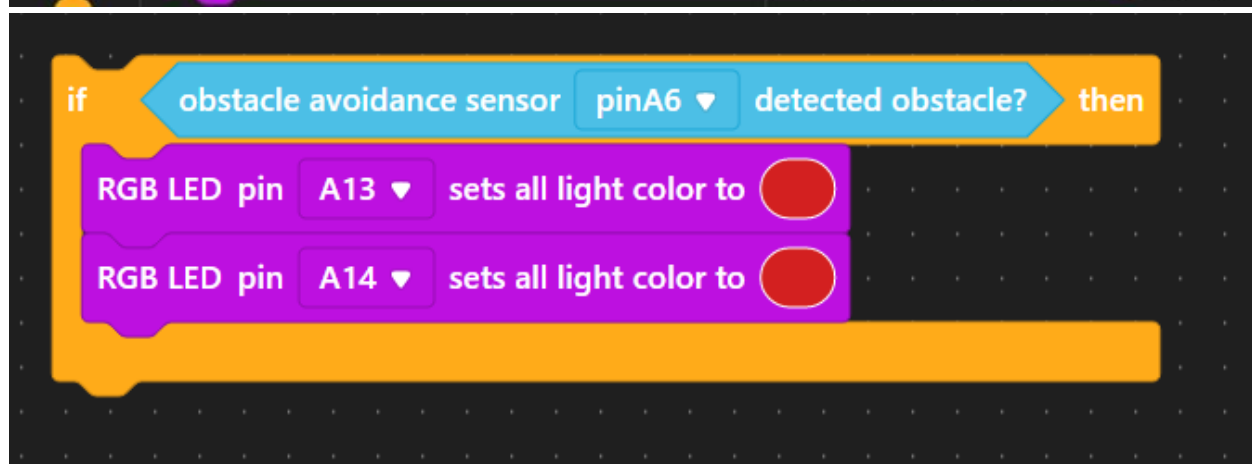 if obstacle avoidance sensor pinA6 detected obstacle? then
RGB LED pin A13 sets all light color to
RGB LED pin A14 sets all light color to